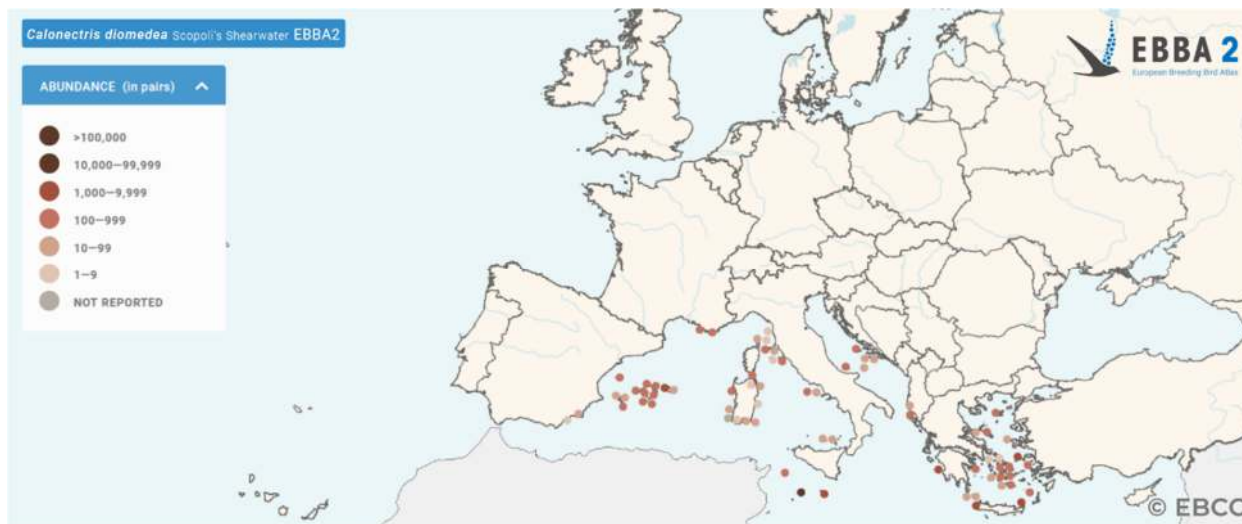 Calonectris diomedea Scopoli's Shearwater EBBA2
ABUNDANCE (in pairs)
>100,000
10,000–99,999
1,000–9,999
100–999
10–99
1–9
NOT REPORTED
EBBA 2
European Breeding Bird Atlas
© EBCC